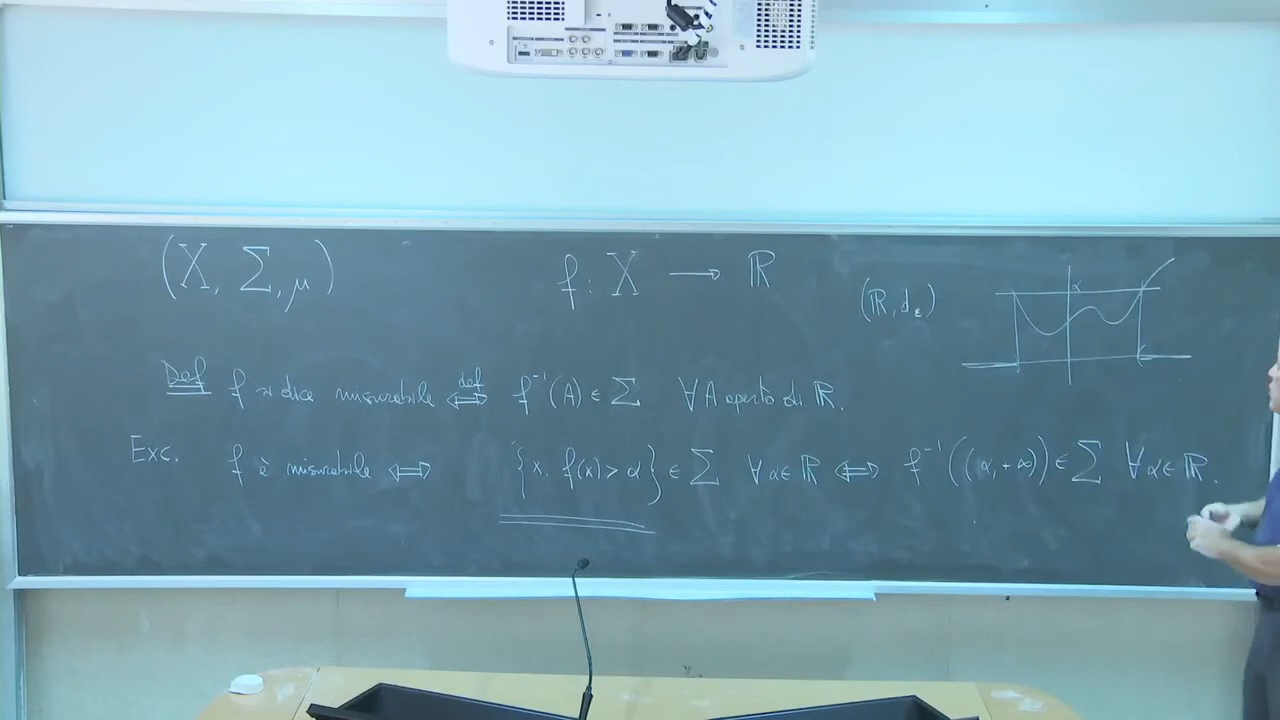 (X, Σ, μ) f: X → ℝ (ℝ, d_ε) α
Def f si dice misurabile ⟺^def f⁻¹(A) ∈ Σ ∀A aperto di ℝ.
Exc. f è misurabile ⟺ {x. f(x) > α} ∈ Σ ∀ α ∈ ℝ ⟺ f⁻¹((α, +∞)) ∈ Σ ∀ α ∈ ℝ.